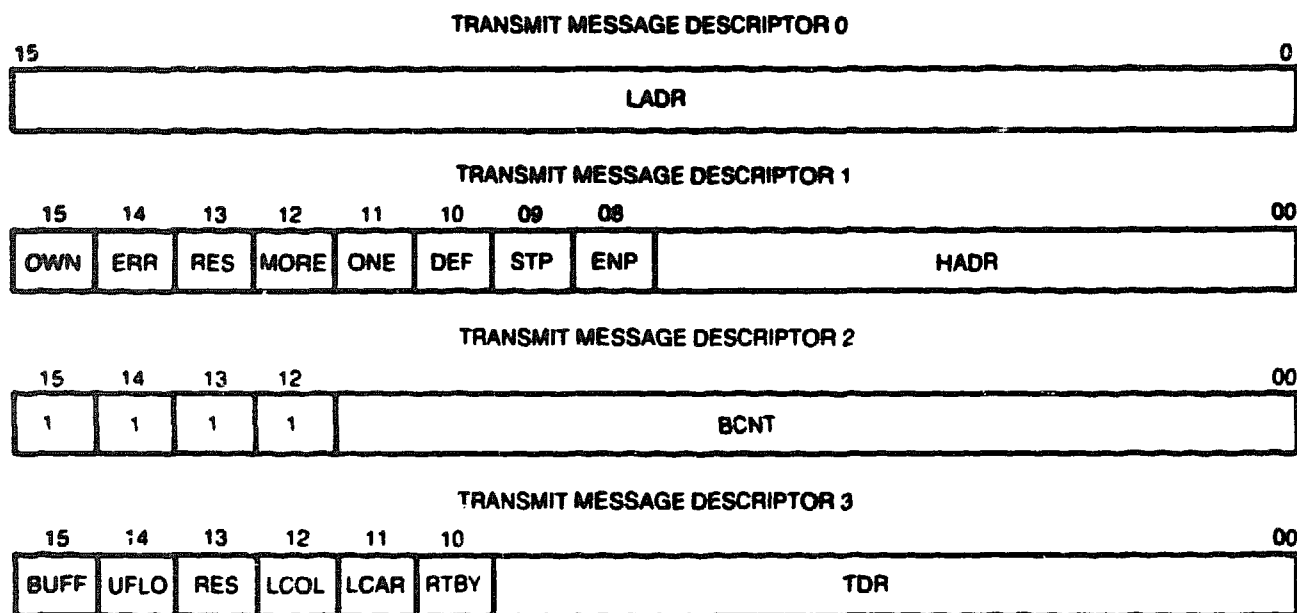 TRANSMIT MESSAGE DESCRIPTOR 0
15 0
LADR
TRANSMIT MESSAGE DESCRIPTOR 1
15 14 13 12 11 10 09 08 00
OWN ERR RES MORE ONE DEF STP ENP HADR
TRANSMIT MESSAGE DESCRIPTOR 2
15 14 13 12 00
1 1 1 1 BCNT
TRANSMIT MESSAGE DESCRIPTOR 3
15 14 13 12 11 10 00
BUFF UFLO RES LCOL LCAR RTBY TDR